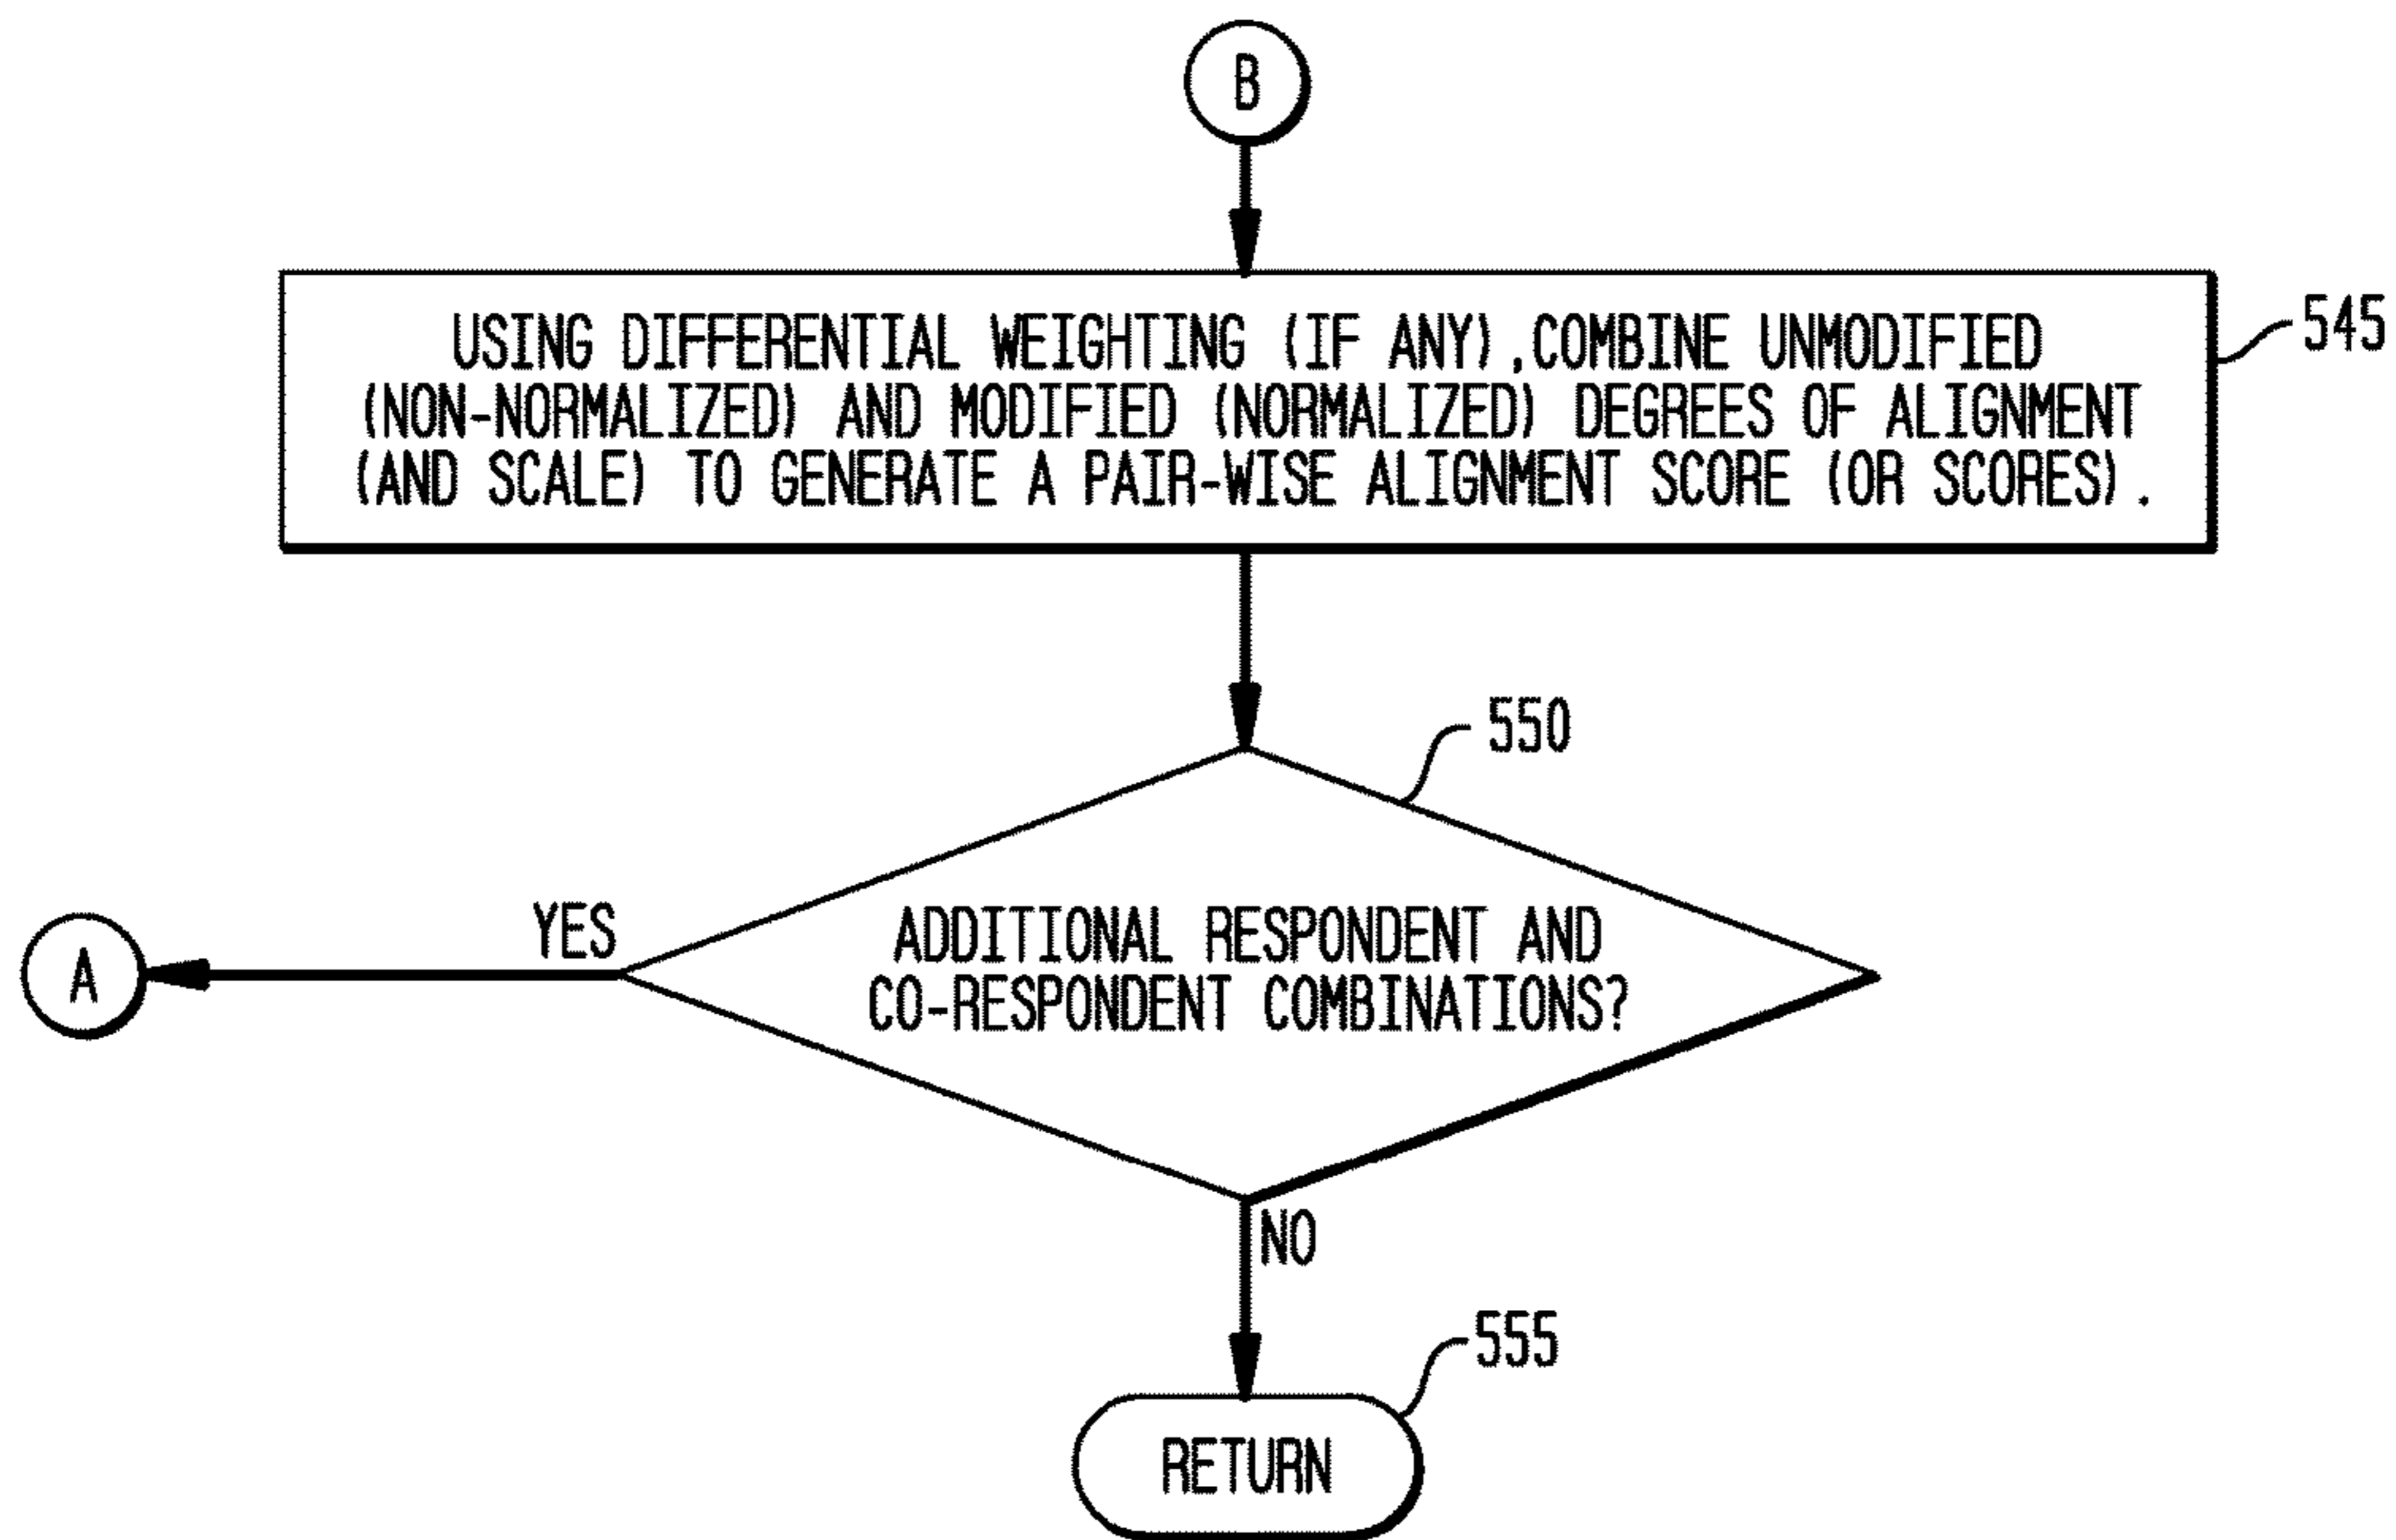 B
USING DIFFERENTIAL WEIGHTING (IF ANY),COMBINE UNMODIFIED
(NON-NORMALIZED) AND MODIFIED (NORMALIZED) DEGREES OF ALIGNMENT
(AND SCALE) TO GENERATE A PAIR-WISE ALIGNMENT SCORE (OR SCORES).
545
550
YES
A
ADDITIONAL RESPONDENT AND
CO-RESPONDENT COMBINATIONS?
NO
555
RETURN